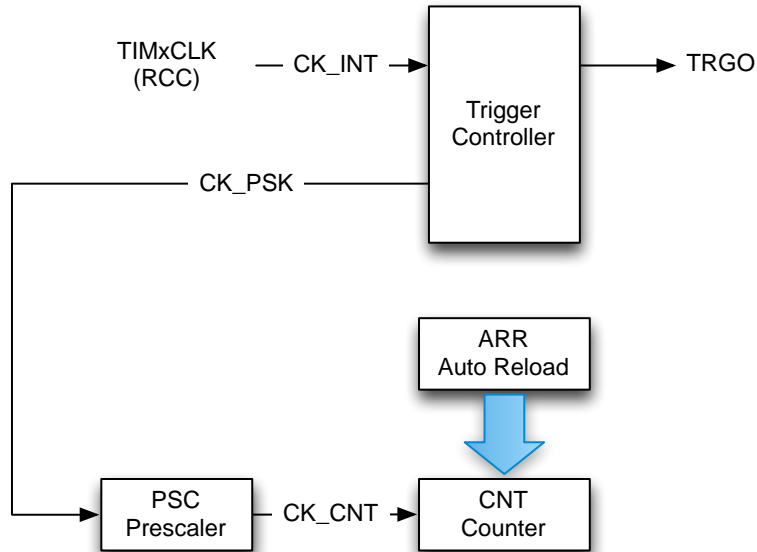 TIMxCLK
(RCC)
CK_INT
TRGO
Trigger
Controller
CK_PSK
ARR
Auto Reload
PSC
Prescaler
CK_CNT
CNT
Counter